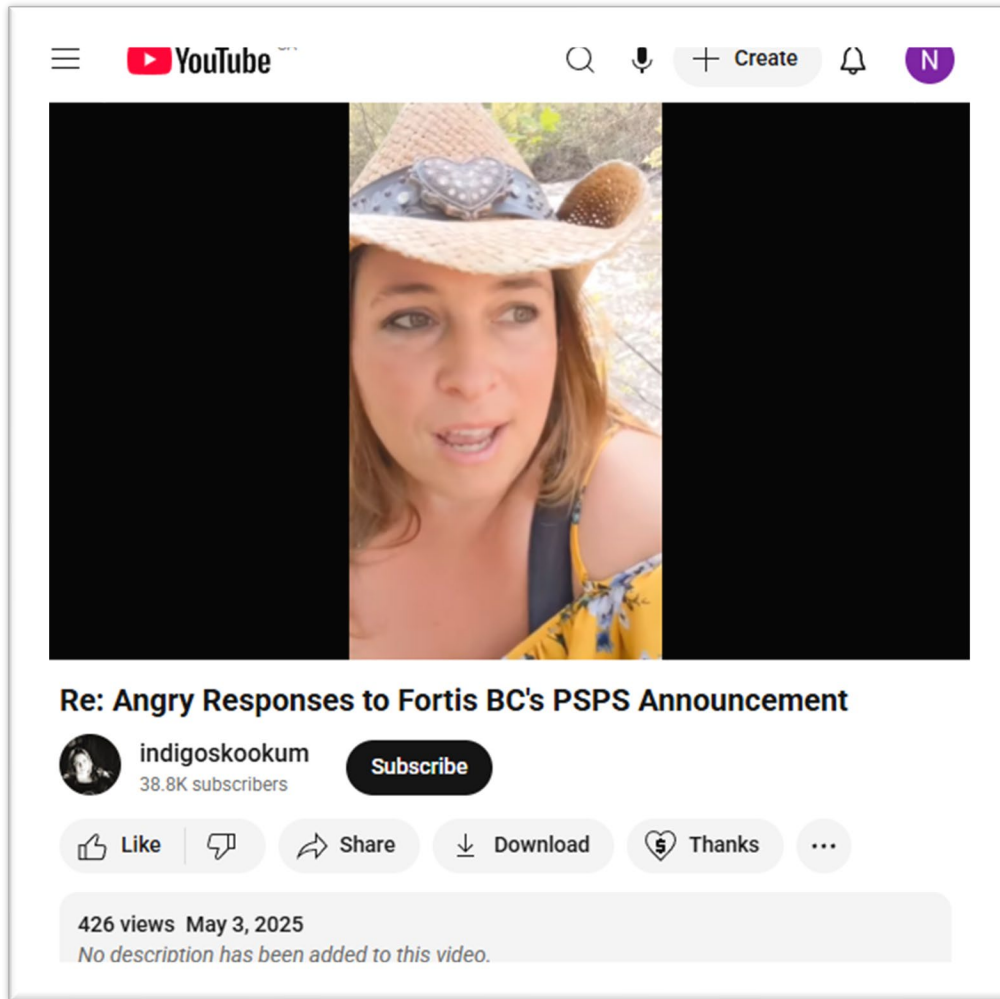 YouTube
Create
N
Re: Angry Responses to Fortis BC's PSPS Announcement
indigoskookum
38.8K subscribers
Subscribe
Like
Share
Download
Thanks
426 views May 3, 2025
No description has been added to this video.